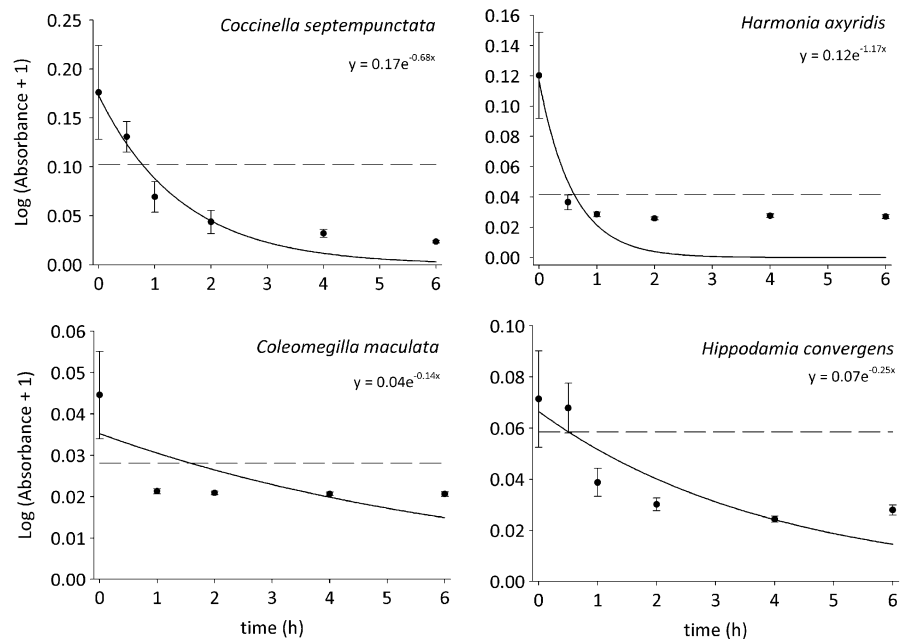 Coccinella septempunctata
y = 0.17e^-0.68x
Log (Absorbance + 1)
0.25
0.20
0.15
0.10
0.05
0.00
0 1 2 3 4 5 6
Harmonia axyridis
y = 0.12e^-1.17x
0.16
0.14
0.12
0.10
0.08
0.06
0.04
0.02
0.00
0 1 2 3 4 5 6
Coleomegilla maculata
y = 0.04e^-0.14x
Log (Absorbance + 1)
0.06
0.05
0.04
0.03
0.02
0.01
0.00
0 1 2 3 4 5 6
time (h)
Hippodamia convergens
y = 0.07e^-0.25x
0.10
0.08
0.06
0.04
0.02
0.00
0 1 2 3 4 5 6
time (h)